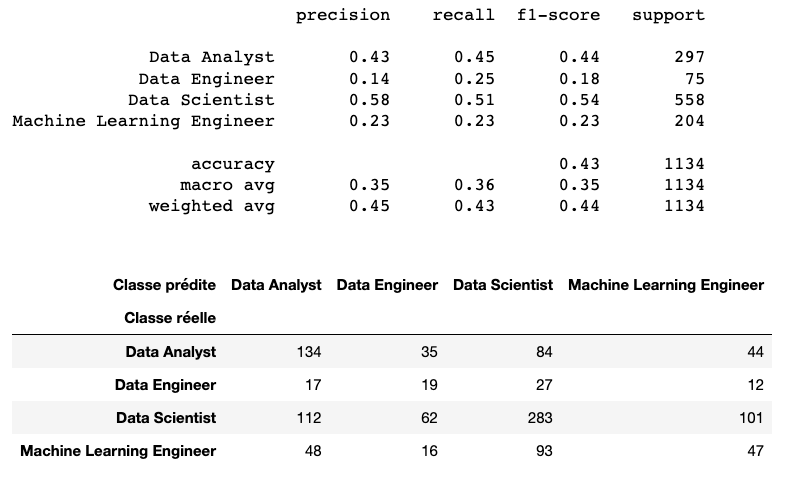 precision recall f1-score support
Data Analyst 0.43 0.45 0.44 297
Data Engineer 0.14 0.25 0.18 75
Data Scientist 0.58 0.51 0.54 558
Machine Learning Engineer 0.23 0.23 0.23 204
accuracy 0.43 1134
macro avg 0.35 0.36 0.35 1134
weighted avg 0.45 0.43 0.44 1134
Classe prédite Data Analyst Data Engineer Data Scientist Machine Learning Engineer
Classe réelle
Data Analyst 134 35 84 44
Data Engineer 17 19 27 12
Data Scientist 112 62 283 101
Machine Learning Engineer 48 16 93 47